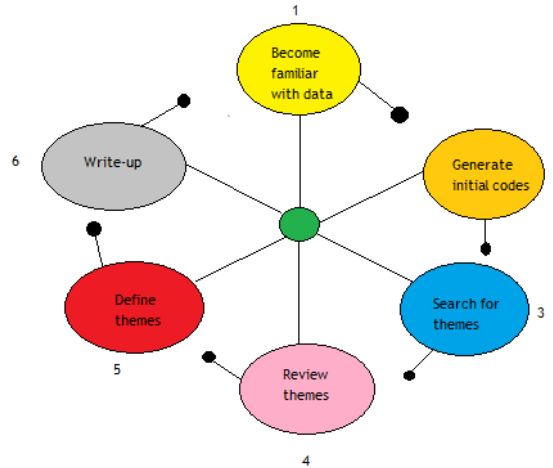 1
Become
familiar
with data
Generate
initial codes
Search for
themes
3
Review
themes
4
Define
themes
5
Write-up
6